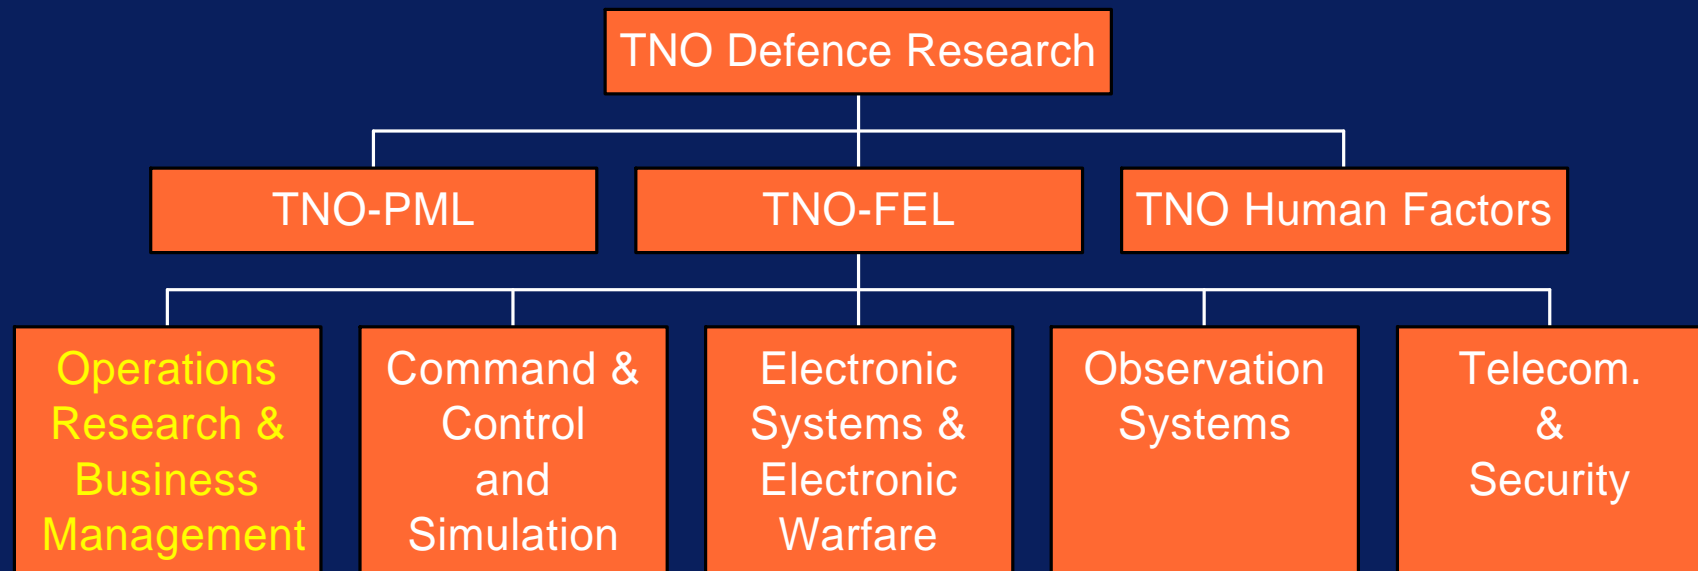 TNO Defence Research
TNO-PML
TNO-FEL
TNO Human Factors
Operations
Research &
Business
Management
Command &
Control
and
Simulation
Electronic
Systems &
Electronic
Warfare
Observation
Systems
Telecom.
&
Security